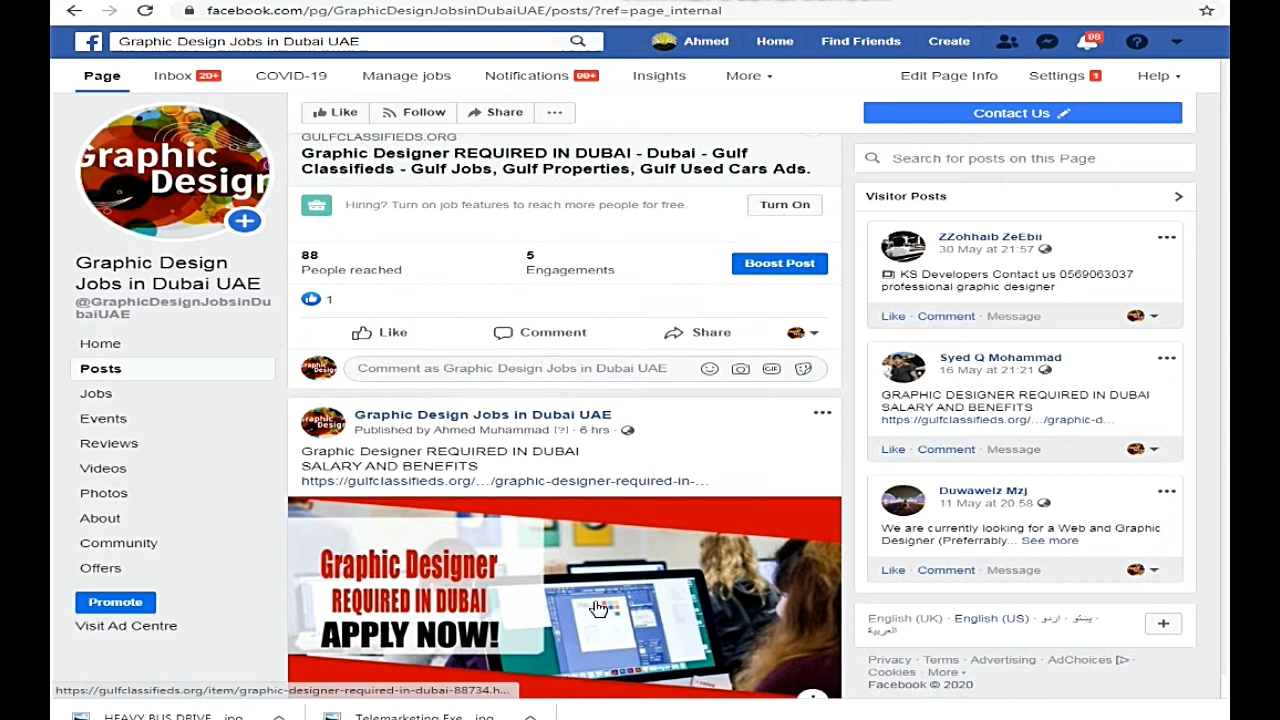 facebook.com/pg/GraphicDesignJobsinDubaiUAE/posts/?ref=page_internal
Graphic Design Jobs in Dubai UAE
Ahmed
Home
Find Friends
Create
98
Page
Inbox 20+
COVID-19
Manage jobs
Notifications 99+
Insights
More
Edit Page Info
Settings 1
Help
Graphic
Design
Graphic Design
Jobs in Dubai UAE
@GraphicDesignJobsinDu
baiUAE
Home
Posts
Jobs
Events
Reviews
Videos
Photos
About
Community
Offers
Promote
Visit Ad Centre
Like
Follow
Share
Contact Us
GULFCLASSIFIEDS.ORG
Graphic Designer REQUIRED IN DUBAI - Dubai - Gulf
Classifieds - Gulf Jobs, Gulf Properties, Gulf Used Cars Ads.
Hiring? Turn on job features to reach more people for free.
Turn On
88
People reached
5
Engagements
Boost Post
1
Like
Comment
Share
Comment as Graphic Design Jobs in Dubai UAE
GIF
Graphic Design Jobs in Dubai UAE
Published by Ahmed Muhammad [?] · 6 hrs ·
Graphic Designer REQUIRED IN DUBAI
SALARY AND BENEFITS
https://gulfclassifieds.org/.../graphic-designer-required-in-...
Graphic Designer
REQUIRED IN DUBAI
APPLY NOW!
Search for posts on this Page
Visitor Posts
ZZohhaib ZeEbii
30 May at 21:57
KS Developers Contact us 0569063037
professional graphic designer
Like · Comment · Message
Syed Q Mohammad
16 May at 21:21
GRAPHIC DESIGNER REQUIRED IN DUBAI
SALARY AND BENEFITS
https://gulfclassifieds.org/.../graphic-d...
Like · Comment · Message
Duwawelz Mzj
11 May at 20:58
We are currently looking for a Web and Graphic
Designer (Preferrably... See more
Like · Comment · Message
English (UK) · English (US) · اردو · پښتو ·
العربية
Privacy · Terms · Advertising · AdChoices
Cookies · More
Facebook © 2020
https://gulfclassifieds.org/item/graphic-designer-required-in-dubai-88734.h...
HEAVY BUS DRIVE....jpg
Telemarketing Exe....jpg